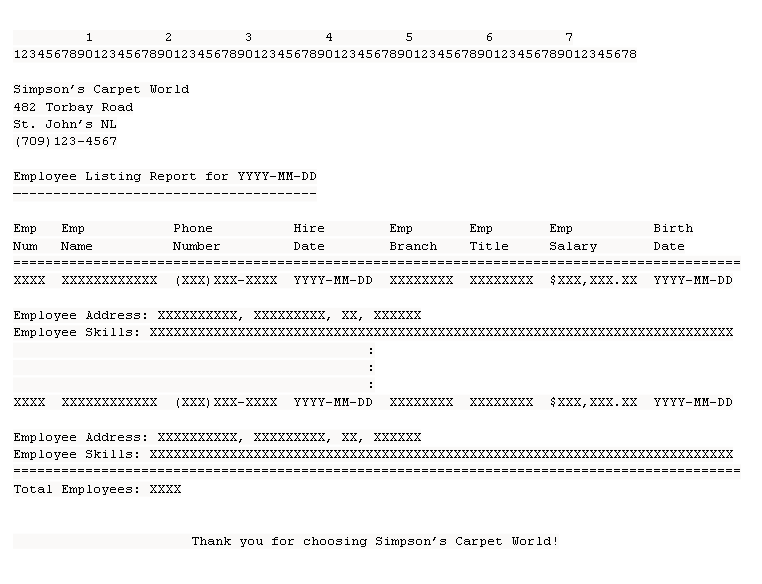 1         2         3         4         5         6         7
123456789012345678901234567890123456789012345678901234567890123456789012345678
Simpson’s Carpet World
482 Torbay Road
St. John’s NL
(709)123-4567
Employee Listing Report for YYYY-MM-DD
--------------------------------------
Emp   Emp           Phone          Hire        Emp       Emp       Emp          Birth
Num   Name          Number         Date        Branch    Title     Salary       Date
===========================================================================================
XXXX  XXXXXXXXXXXX  (XXX)XXX-XXXX  YYYY-MM-DD  XXXXXXXX  XXXXXXXX  $XXX,XXX.XX  YYYY-MM-DD
Employee Address: XXXXXXXXXX, XXXXXXXXX, XX, XXXXXX
Employee Skills: XXXXXXXXXXXXXXXXXXXXXXXXXXXXXXXXXXXXXXXXXXXXXXXXXXXXXXXXXXXXXXXXXXXXXXXXX
:
:
:
XXXX  XXXXXXXXXXXX  (XXX)XXX-XXXX  YYYY-MM-DD  XXXXXXXX  XXXXXXXX  $XXX,XXX.XX  YYYY-MM-DD
Employee Address: XXXXXXXXXX, XXXXXXXXX, XX, XXXXXX
Employee Skills: XXXXXXXXXXXXXXXXXXXXXXXXXXXXXXXXXXXXXXXXXXXXXXXXXXXXXXXXXXXXXXXXXXXXXXXXX
===========================================================================================
Total Employees: XXXX
Thank you for choosing Simpson’s Carpet World!